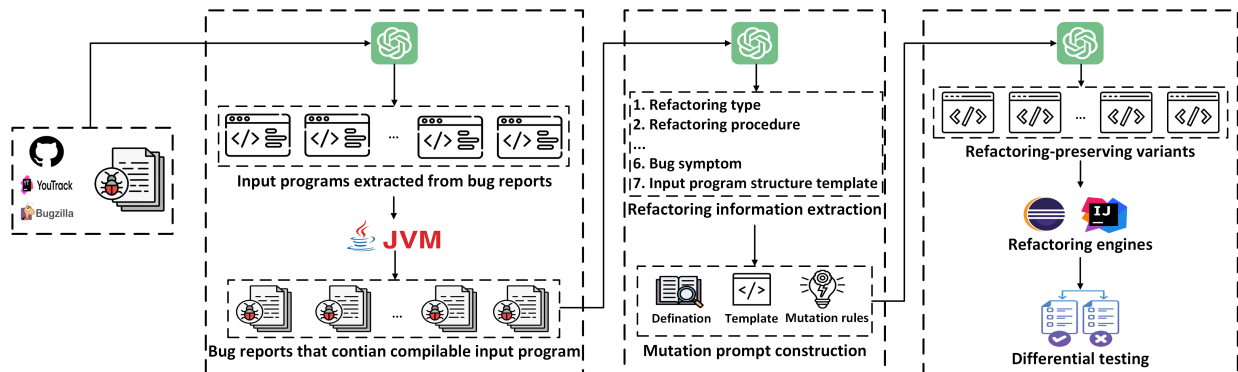 YouTrack
Bugzilla
</>
</>
...
</>
</>
Input programs extracted from bug reports
JVM
...
Bug reports that contian compilable input program
1. Refactoring type
2. Refactoring procedure
...
6. Bug symptom
7. Input program structure template
Refactoring information extraction
</>
Defination Template Mutation rules
Mutation prompt construction
</>
</>
...
</>
</>
Refactoring-preserving variants
IJ
Refactoring engines
Differential testing